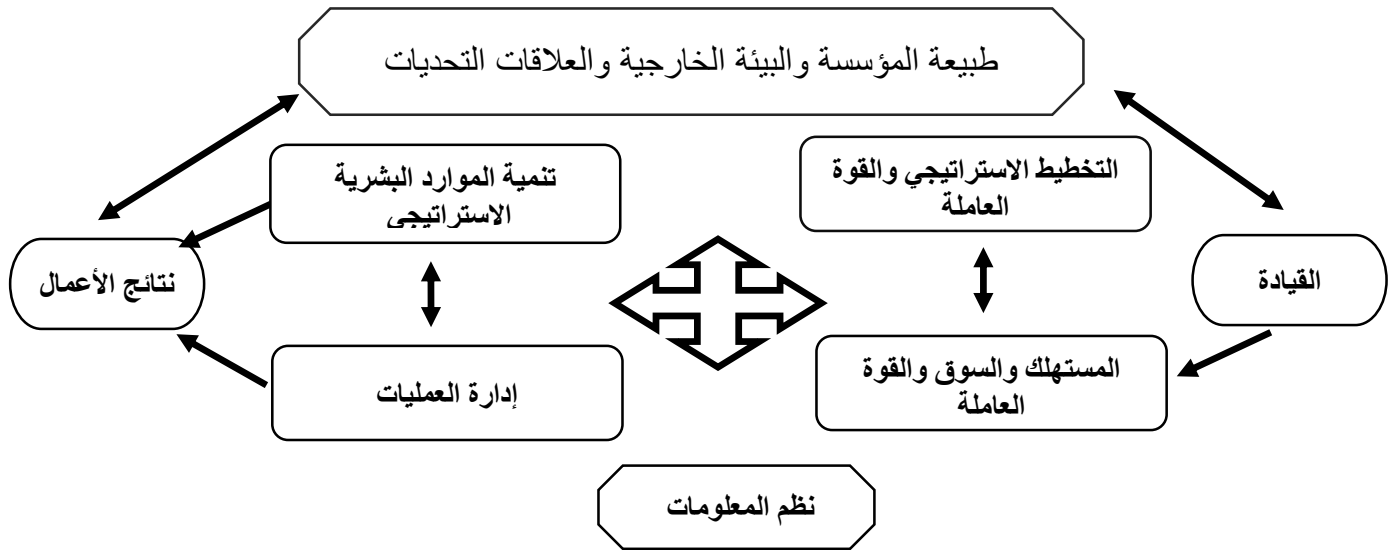 طبيعة المؤسسة والبيئة الخارجية والعلاقات التحديات
التخطيط الاستراتيجي والقوة
العاملة
تنمية الموارد البشرية
الاستراتيجي
القيادة
نتائج الأعمال
المستهلك والسوق والقوة
العاملة
إدارة العمليات
نظم المعلومات